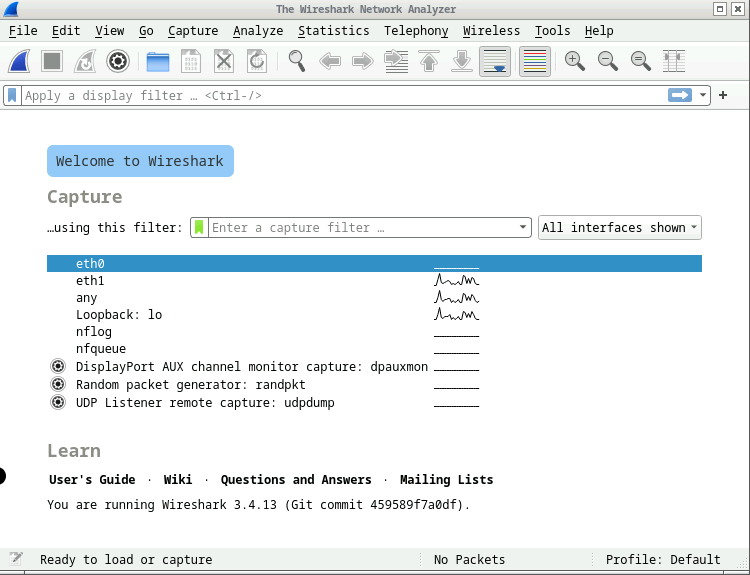 The Wireshark Network Analyzer
File Edit View Go Capture Analyze Statistics Telephony Wireless Tools Help
Apply a display filter … <Ctrl-/>
Welcome to Wireshark
Capture
…using this filter: Enter a capture filter … All interfaces shown
eth0
eth1
any
Loopback: lo
nflog
nfqueue
DisplayPort AUX channel monitor capture: dpauxmon
Random packet generator: randpkt
UDP Listener remote capture: udpdump
Learn
User's Guide · Wiki · Questions and Answers · Mailing Lists
You are running Wireshark 3.4.13 (Git commit 459589f7a0df).
Ready to load or capture No Packets Profile: Default